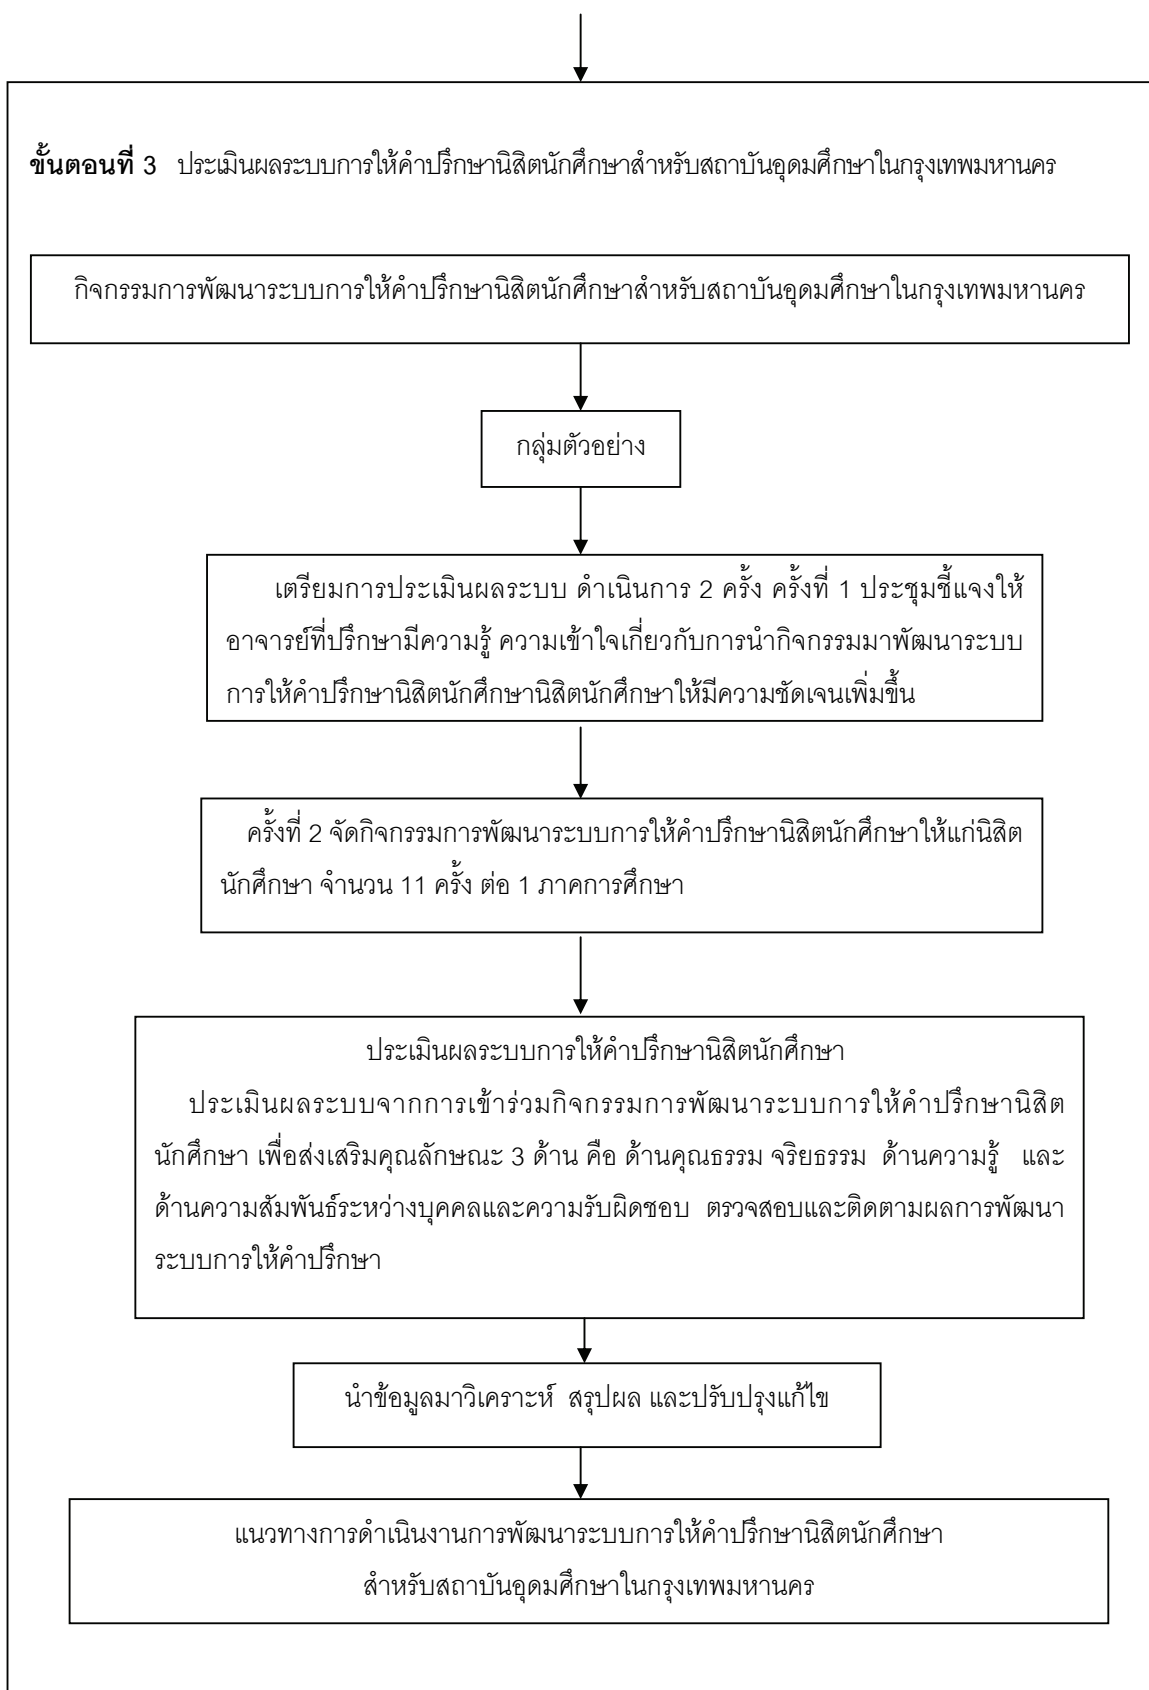 ขั้นตอนที่ 3 ประเมินผลระบบการให้คำปรึกษานิสิตนักศึกษาสำหรับสถาบันอุดมศึกษาในกรุงเทพมหานคร
กิจกรรมการพัฒนาระบบการให้คำปรึกษานิสิตนักศึกษาสำหรับสถาบันอุดมศึกษาในกรุงเทพมหานคร
กลุ่มตัวอย่าง
เตรียมการประเมินผลระบบ ดำเนินการ 2 ครั้ง ครั้งที่ 1 ประชุมชี้แจงให้
อาจารย์ที่ปรึกษามีความรู้ ความเข้าใจเกี่ยวกับการนำกิจกรรมมาพัฒนาระบบ
การให้คำปรึกษานิสิตนักศึกษานิสิตนักศึกษาให้มีความชัดเจนเพิ่มขึ้น
ครั้งที่ 2 จัดกิจกรรมการพัฒนาระบบการให้คำปรึกษานิสิตนักศึกษาให้แก่นิสิต
นักศึกษา จำนวน 11 ครั้ง ต่อ 1 ภาคการศึกษา
ประเมินผลระบบการให้คำปรึกษานิสิตนักศึกษา
ประเมินผลระบบจากการเข้าร่วมกิจกรรมการพัฒนาระบบการให้คำปรึกษานิสิต
นักศึกษา เพื่อส่งเสริมคุณลักษณะ 3 ด้าน คือ ด้านคุณธรรม จริยธรรม ด้านความรู้ และ
ด้านความสัมพันธ์ระหว่างบุคคลและความรับผิดชอบ ตรวจสอบและติดตามผลการพัฒนา
ระบบการให้คำปรึกษา
นำข้อมูลมาวิเคราะห์ สรุปผล และปรับปรุงแก้ไข
แนวทางการดำเนินงานการพัฒนาระบบการให้คำปรึกษานิสิตนักศึกษา
สำหรับสถาบันอุดมศึกษาในกรุงเทพมหานคร